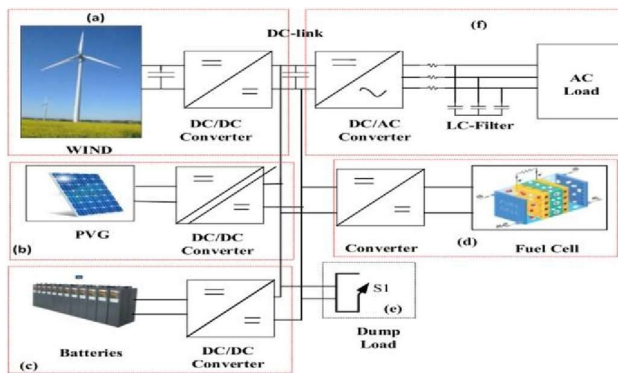 (a)
WIND
DC/DC
Converter
DC-link
(f)
DC/AC
Converter
LC-Filter
AC
Load
(b)
PVG
DC/DC
Converter
Converter
(d)
Fuel Cell
(c)
Batteries
DC/DC
Converter
S1
(e)
Dump
Load